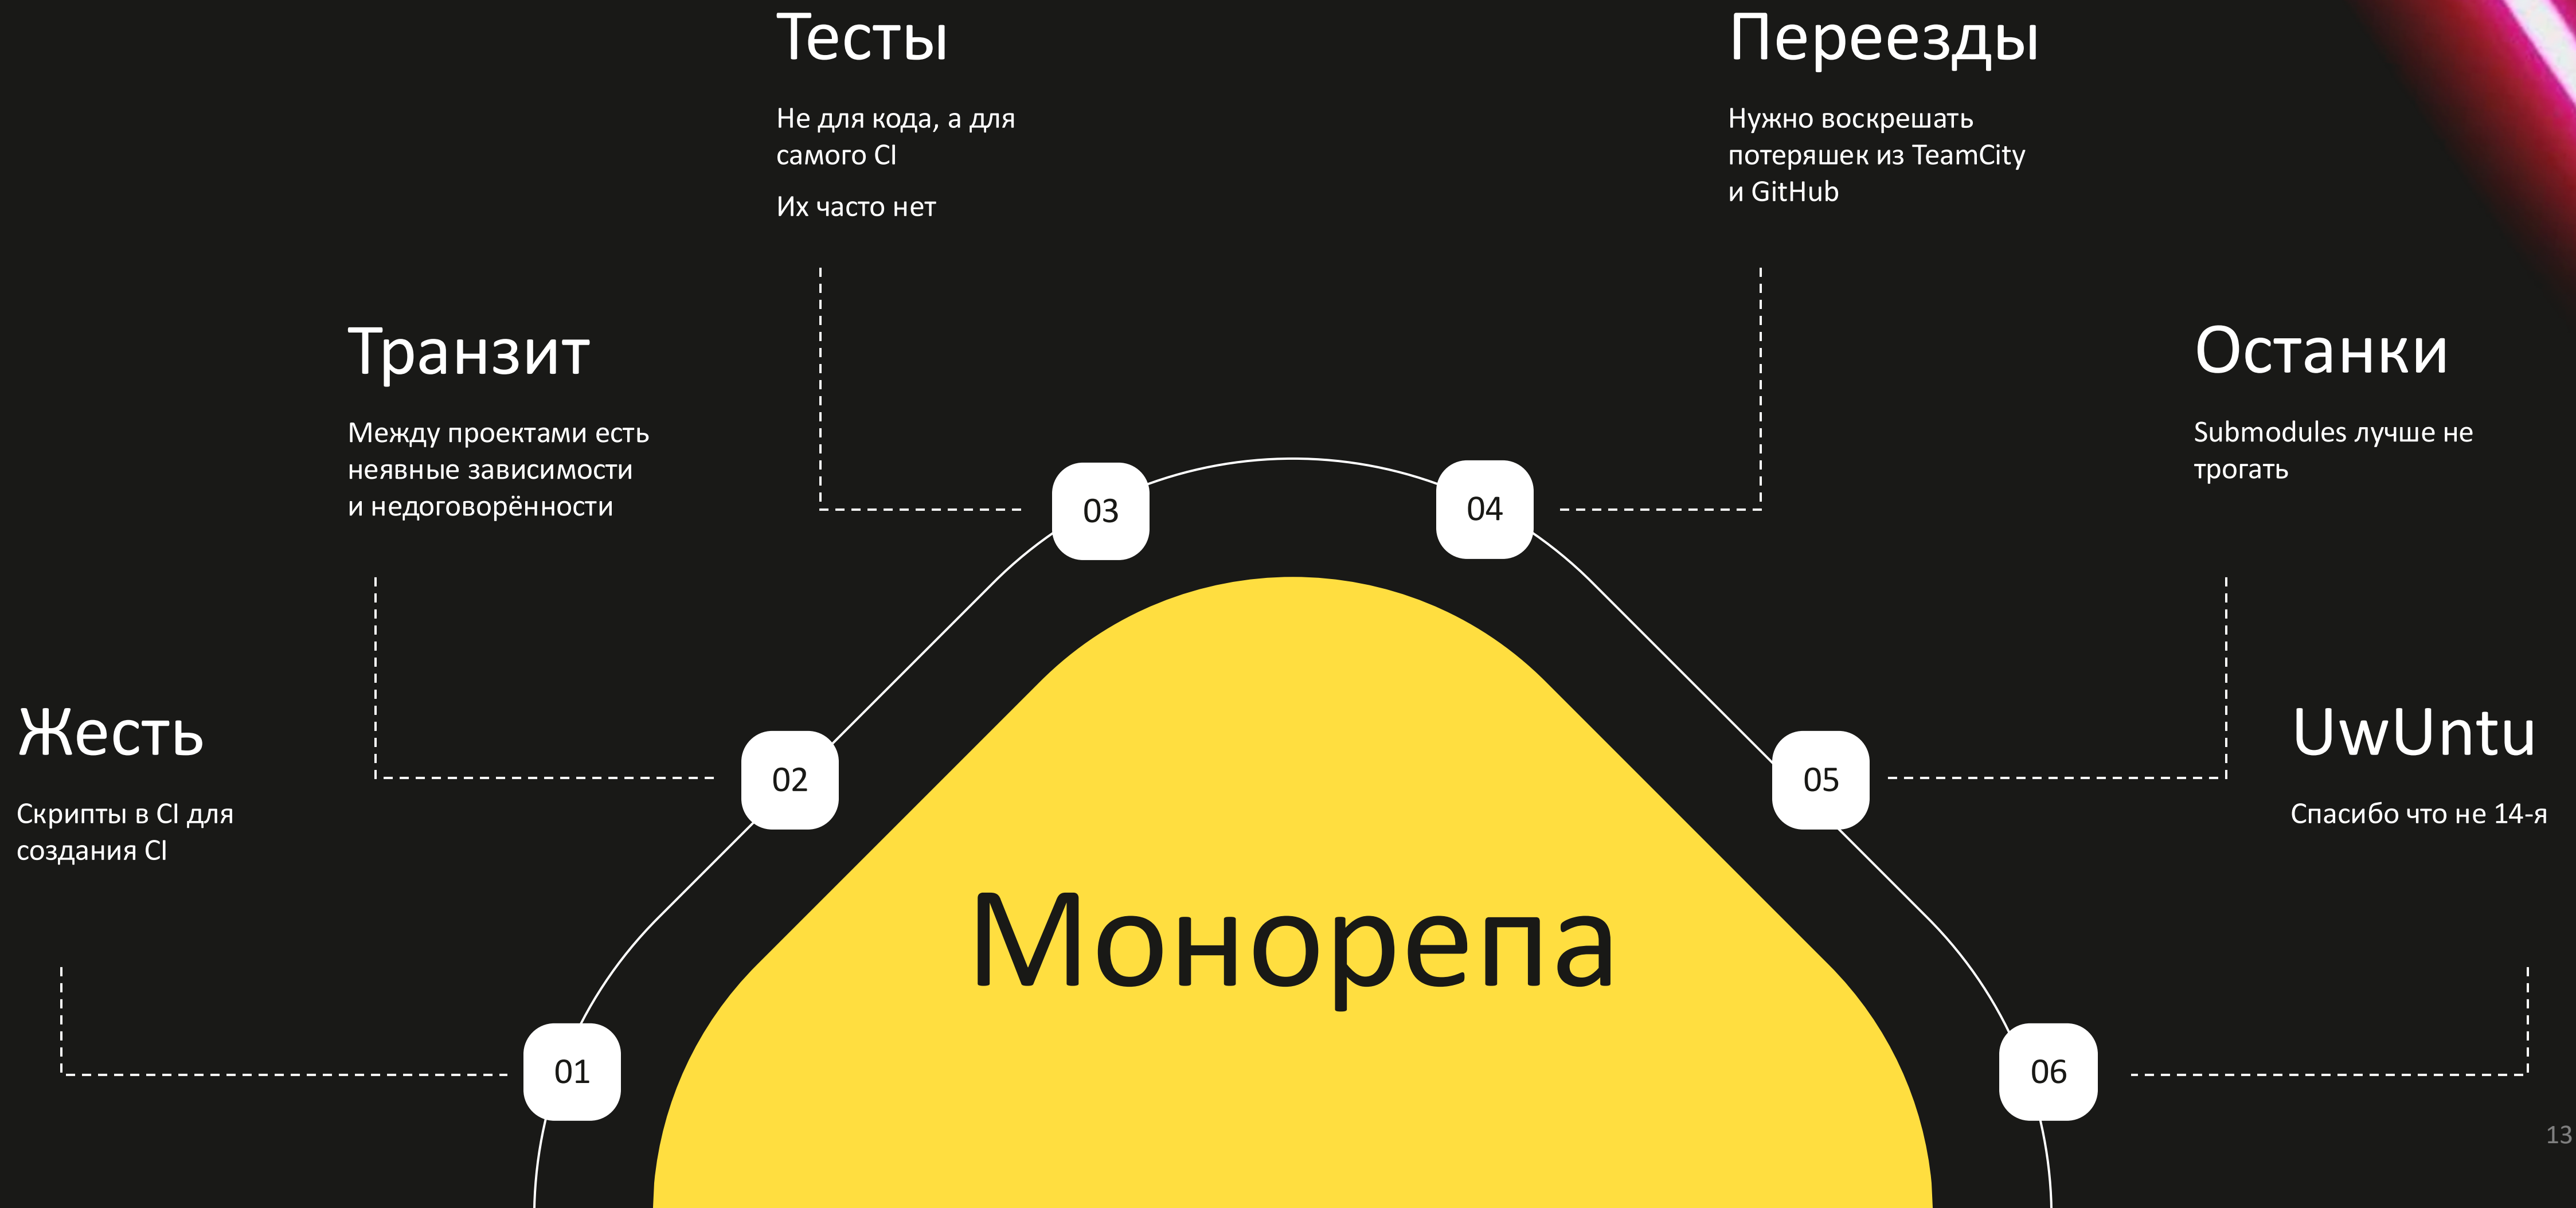 Жесть
Скрипты в CI для
создания CI
01
Транзит
Между проектами есть
неявные зависимости
и недоговорённости
02
Тесты
Не для кода, а для
самого CI
Их часто нет
03
Переезды
Нужно воскрешать
потеряшек из TeamCity
и GitHub
04
Останки
Submodules лучше не
трогать
05
UwUntu
Спасибо что не 14-я
06
Монорепа
13